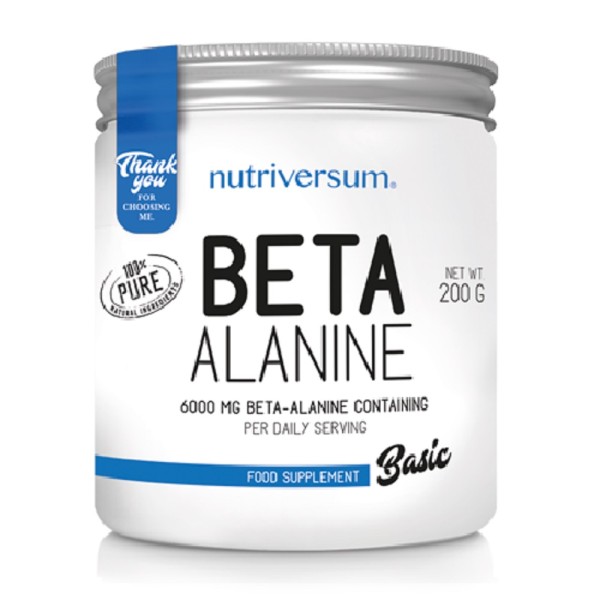 Thank
you
FOR
CHOOSING
ME.
nutriversum®
100%
PURE
NATURAL INGREDIENTS
BETA
ALANINE
NET WT.
200 G
6000 MG BETA-ALANINE CONTAINING
PER DAILY SERVING
FOOD SUPPLEMENT
Basic